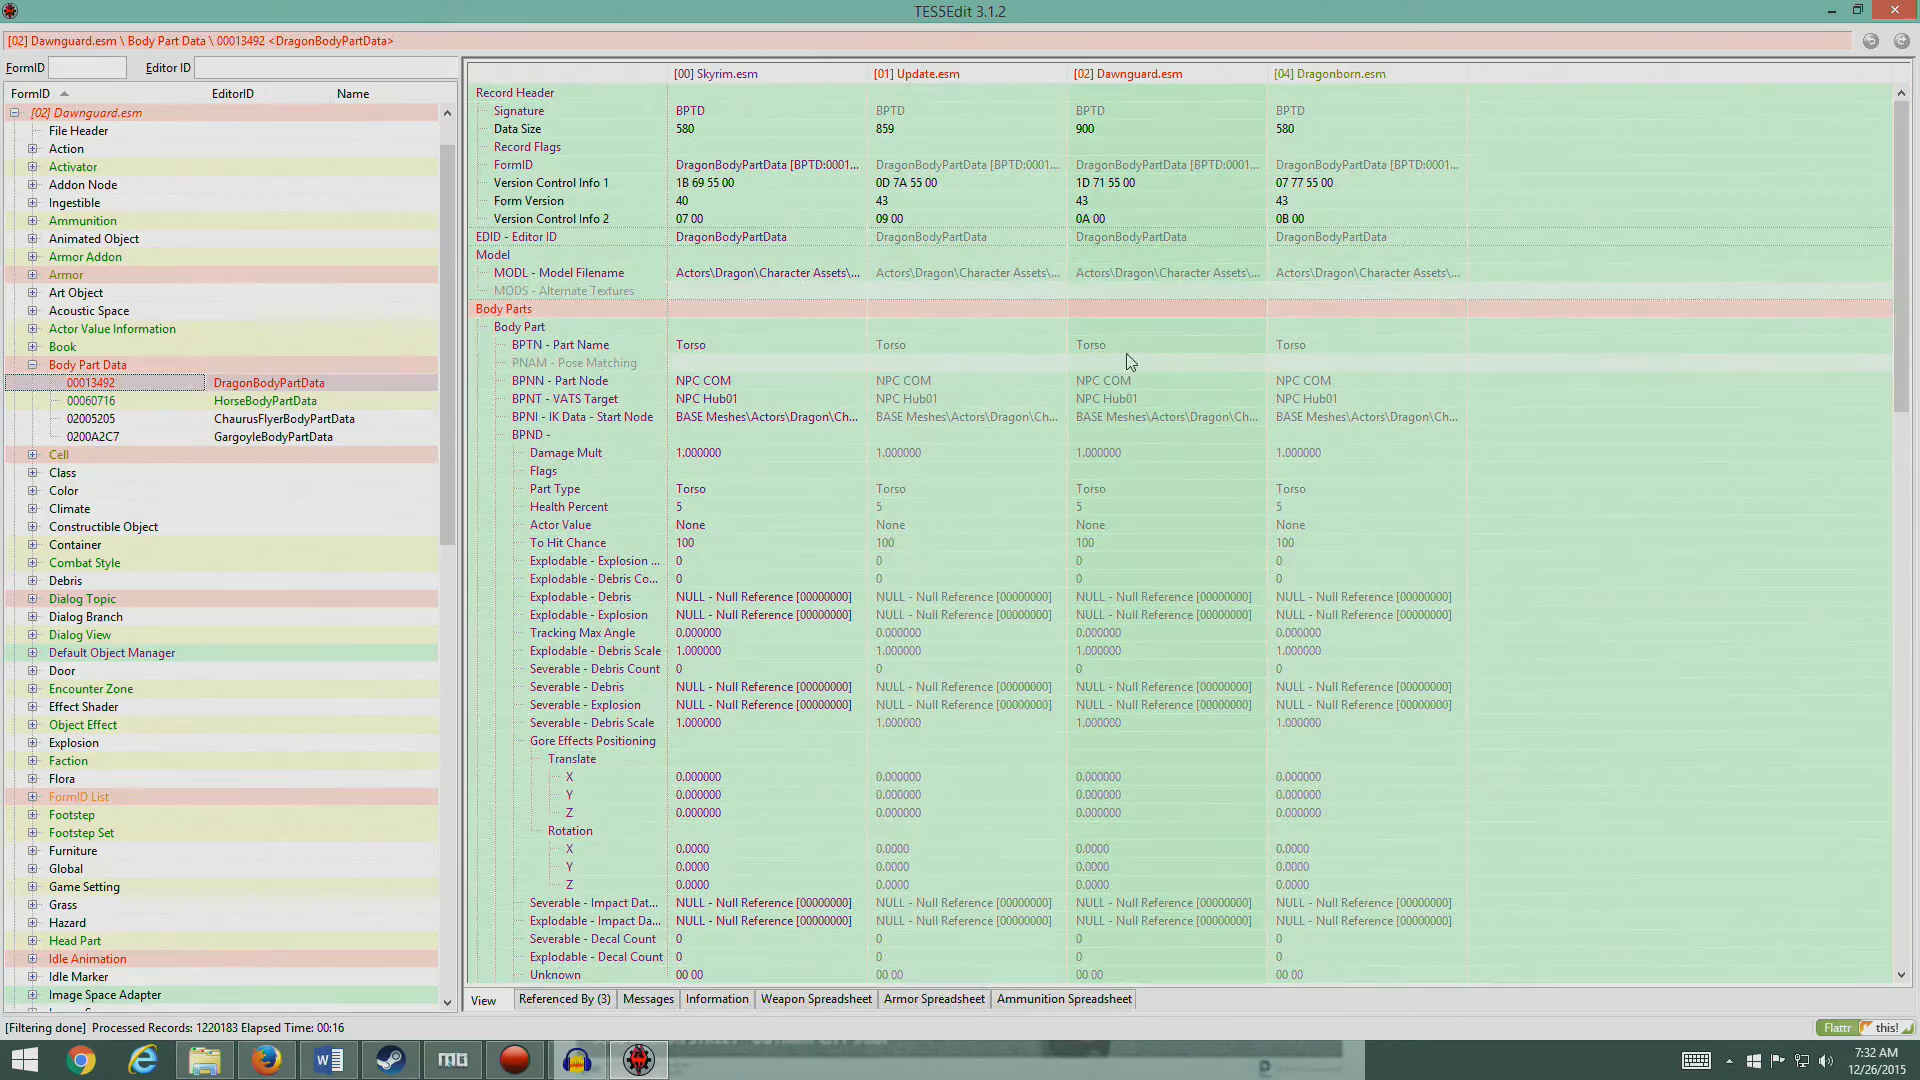 TES5Edit 3.1.2
[02] Dawnguard.esm \ Body Part Data \ 00013492 <DragonBodyPartData>
FormID
Editor ID
FormID EditorID Name
[02] Dawnguard.esm
File Header
Action
Activator
Addon Node
Ingestible
Ammunition
Animated Object
Armor Addon
Armor
Art Object
Acoustic Space
Actor Value Information
Book
Body Part Data
00013492 DragonBodyPartData
00060716 HorseBodyPartData
02005205 ChaurusFlyerBodyPartData
0200A2C7 GargoyleBodyPartData
Cell
Class
Color
Climate
Constructible Object
Container
Combat Style
Debris
Dialog Topic
Dialog Branch
Dialog View
Default Object Manager
Door
Encounter Zone
Effect Shader
Object Effect
Explosion
Faction
Flora
FormID List
Footstep
Footstep Set
Furniture
Global
Game Setting
Grass
Hazard
Head Part
Idle Animation
Idle Marker
Image Space Adapter
[00] Skyrim.esm [01] Update.esm [02] Dawnguard.esm [04] Dragonborn.esm
Record Header
Signature BPTD BPTD BPTD BPTD
Data Size 580 859 900 580
Record Flags
FormID DragonBodyPartData [BPTD:0001... DragonBodyPartData [BPTD:0001... DragonBodyPartData [BPTD:0001... DragonBodyPartData [BPTD:0001...
Version Control Info 1 1B 69 55 00 0D 7A 55 00 1D 71 55 00 07 77 55 00
Form Version 40 43 43 43
Version Control Info 2 07 00 09 00 0A 00 0B 00
EDID - Editor ID DragonBodyPartData DragonBodyPartData DragonBodyPartData DragonBodyPartData
Model
MODL - Model Filename Actors\Dragon\Character Assets\... Actors\Dragon\Character Assets\... Actors\Dragon\Character Assets\... Actors\Dragon\Character Assets\...
MODS - Alternate Textures
Body Parts
Body Part
BPTN - Part Name Torso Torso Torso Torso
PNAM - Pose Matching
BPNN - Part Node NPC COM NPC COM NPC COM NPC COM
BPNT - VATS Target NPC Hub01 NPC Hub01 NPC Hub01 NPC Hub01
BPNI - IK Data - Start Node BASE Meshes\Actors\Dragon\Ch... BASE Meshes\Actors\Dragon\Ch... BASE Meshes\Actors\Dragon\Ch... BASE Meshes\Actors\Dragon\Ch...
BPND -
Damage Mult 1.000000 1.000000 1.000000 1.000000
Flags
Part Type Torso Torso Torso Torso
Health Percent 5 5 5 5
Actor Value None None None None
To Hit Chance 100 100 100 100
Explodable - Explosion ... 0 0 0 0
Explodable - Debris Co... 0 0 0 0
Explodable - Debris NULL - Null Reference [00000000] NULL - Null Reference [00000000] NULL - Null Reference [00000000] NULL - Null Reference [00000000]
Explodable - Explosion NULL - Null Reference [00000000] NULL - Null Reference [00000000] NULL - Null Reference [00000000] NULL - Null Reference [00000000]
Tracking Max Angle 0.000000 0.000000 0.000000 0.000000
Explodable - Debris Scale 1.000000 1.000000 1.000000 1.000000
Severable - Debris Count 0 0 0 0
Severable - Debris NULL - Null Reference [00000000] NULL - Null Reference [00000000] NULL - Null Reference [00000000] NULL - Null Reference [00000000]
Severable - Explosion NULL - Null Reference [00000000] NULL - Null Reference [00000000] NULL - Null Reference [00000000] NULL - Null Reference [00000000]
Severable - Debris Scale 1.000000 1.000000 1.000000 1.000000
Gore Effects Positioning
Translate
X 0.000000 0.000000 0.000000 0.000000
Y 0.000000 0.000000 0.000000 0.000000
Z 0.000000 0.000000 0.000000 0.000000
Rotation
X 0.0000 0.0000 0.0000 0.0000
Y 0.0000 0.0000 0.0000 0.0000
Z 0.0000 0.0000 0.0000 0.0000
Severable - Impact Dat... NULL - Null Reference [00000000] NULL - Null Reference [00000000] NULL - Null Reference [00000000] NULL - Null Reference [00000000]
Explodable - Impact Da... NULL - Null Reference [00000000] NULL - Null Reference [00000000] NULL - Null Reference [00000000] NULL - Null Reference [00000000]
Severable - Decal Count 0 0 0 0
Explodable - Decal Count 0 0 0 0
Unknown 00 00 00 00 00 00 00 00
View Referenced By (3) Messages Information Weapon Spreadsheet Armor Spreadsheet Ammunition Spreadsheet
[Filtering done] Processed Records: 1220183 Elapsed Time: 00:16
Flattr this!
7:32 AM
12/26/2015